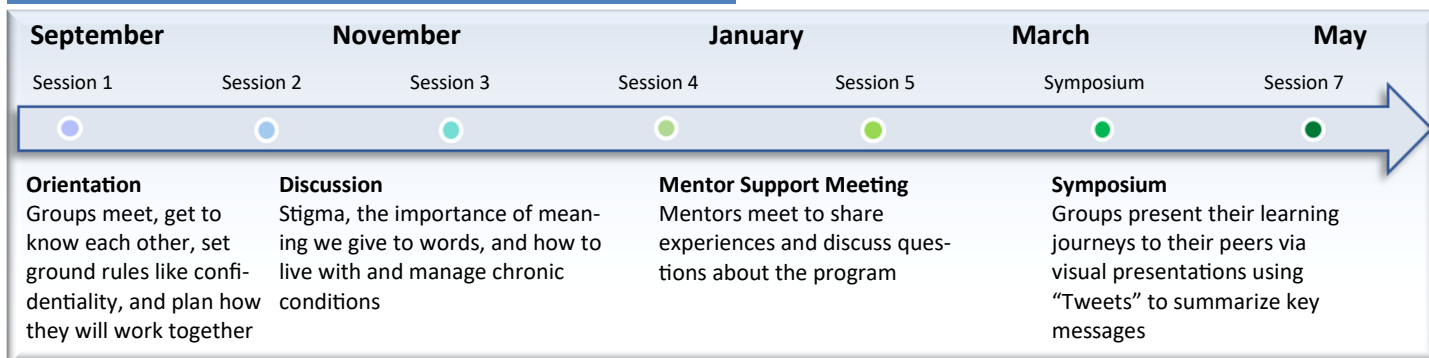 September November January March May
Session 1 Session 2 Session 3 Session 4 Session 5 Symposium Session 7
Orientation
Groups meet, get to
know each other, set
ground rules like confi-
dentiality, and plan how
they will work together
Discussion
Stigma, the importance of mean-
ing we give to words, and how to
live with and manage chronic
conditions
Mentor Support Meeting
Mentors meet to share
experiences and discuss ques-
tions about the program
Symposium
Groups present their learning
journeys to their peers via
visual presentations using
“Tweets” to summarize key
messages